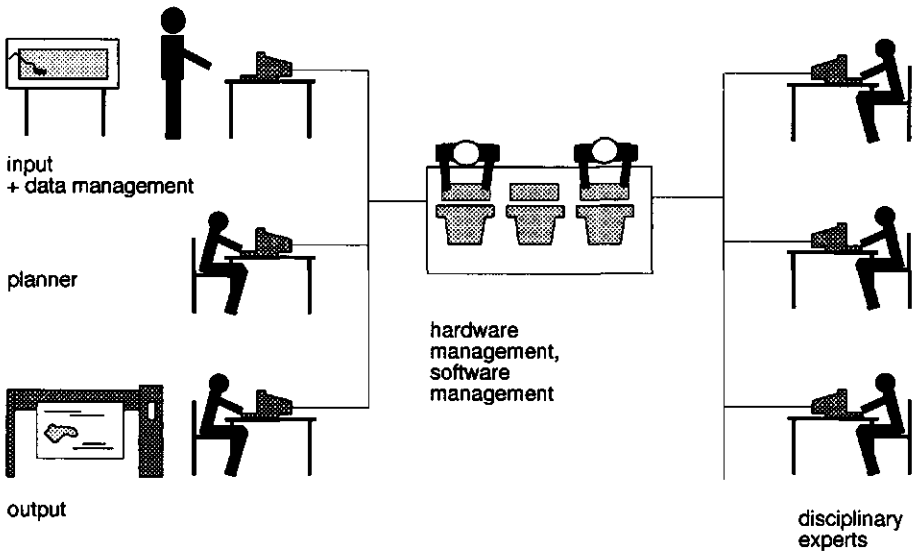 input
+ data management
planner
hardware
management,
software
management
output
disciplinary
experts